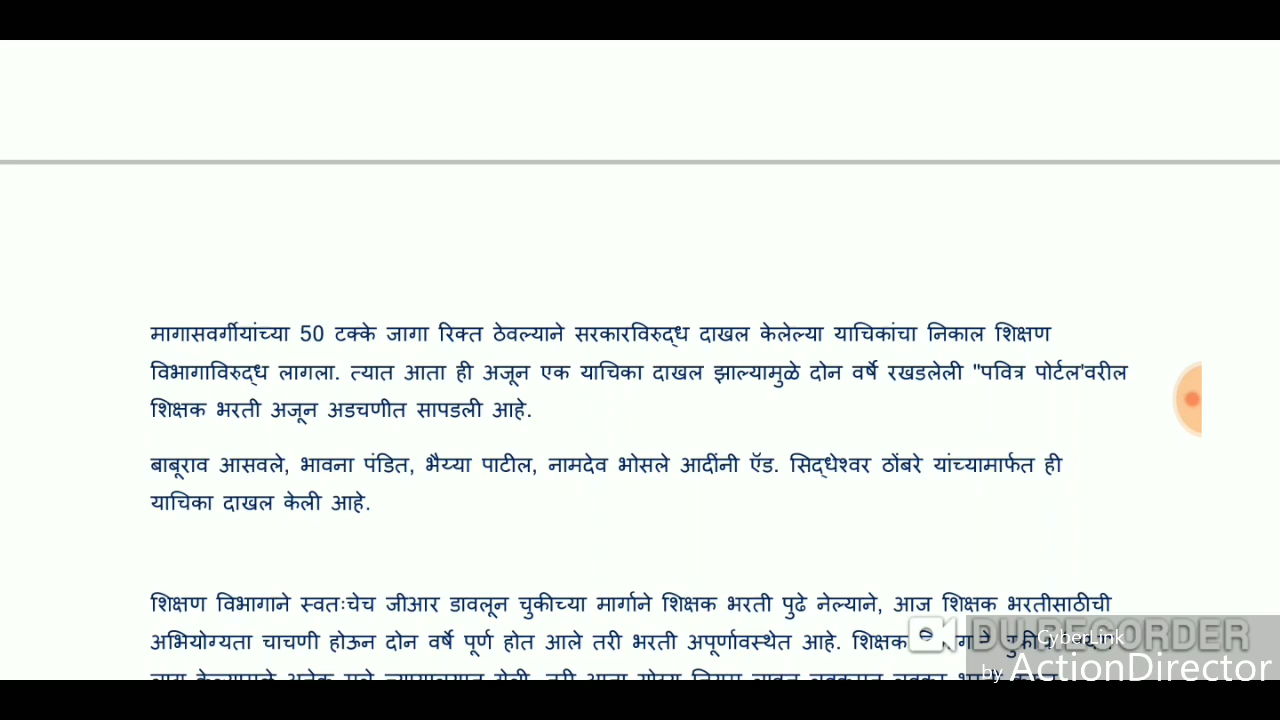 मागासवर्गीयांच्या 50 टक्के जागा रिक्त ठेवल्याने सरकारविरुद्ध दाखल केलेल्या याचिकांचा निकाल शिक्षण
विभागाविरुद्ध लागला. त्यात आता ही अजून एक याचिका दाखल झाल्यामुळे दोन वर्षे रखडलेली "पवित्र पोर्टल'वरील
शिक्षक भरती अजून अडचणीत सापडली आहे.
बाबूराव आसवले, भावना पंडित, भैय्या पाटील, नामदेव भोसले आदींनी ऍड. सिद्धेश्वर ठोंबरे यांच्यामार्फत ही
याचिका दाखल केली आहे.
शिक्षण विभागाने स्वतःचेच जीआर डावलून चुकीच्या मार्गाने शिक्षक भरती पुढे नेल्याने, आज शिक्षक भरतीसाठीची
अभियोग्यता चाचणी होऊन दोन वर्षे पूर्ण होत आले तरी भरती अपूर्णावस्थेत आहे. शिक्षक
DU RECORDER
CyberLink
by ActionDirector